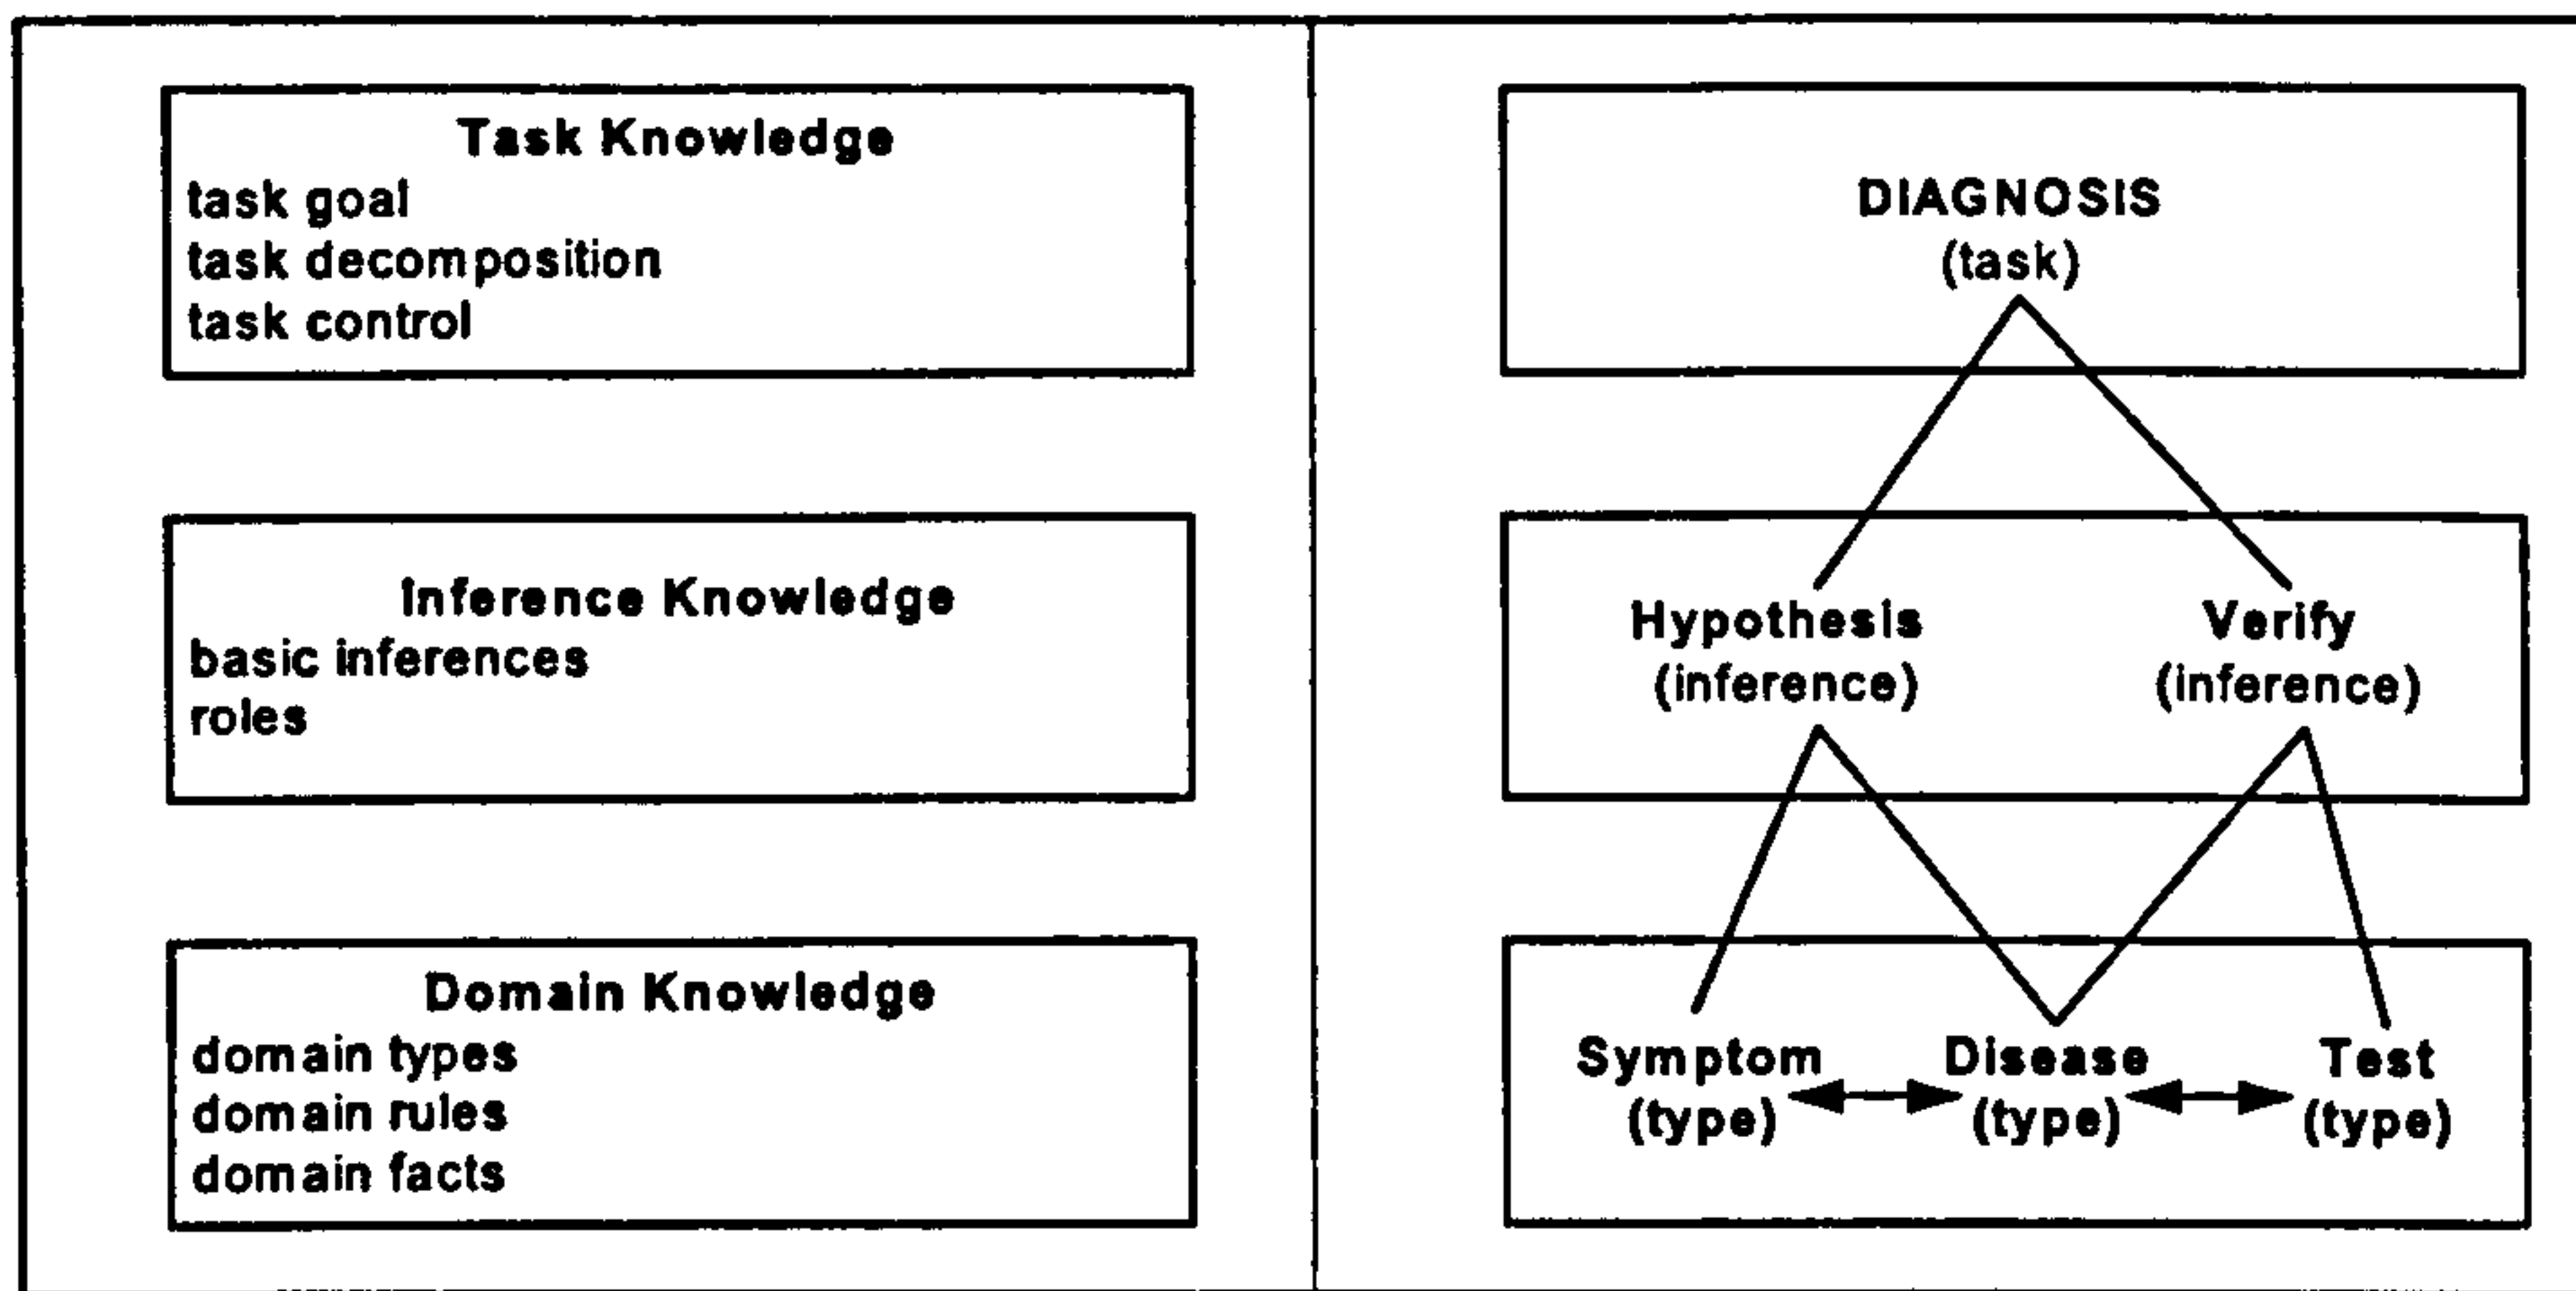 Task Knowledge
task goal
task decomposition
task control
Inference Knowledge
basic inferences
roles
Domain Knowledge
domain types
domain rules
domain facts
DIAGNOSIS
(task)
Hypothesis
(inference)
Verify
(inference)
Symptom
(type)
Disease
(type)
Test
(type)